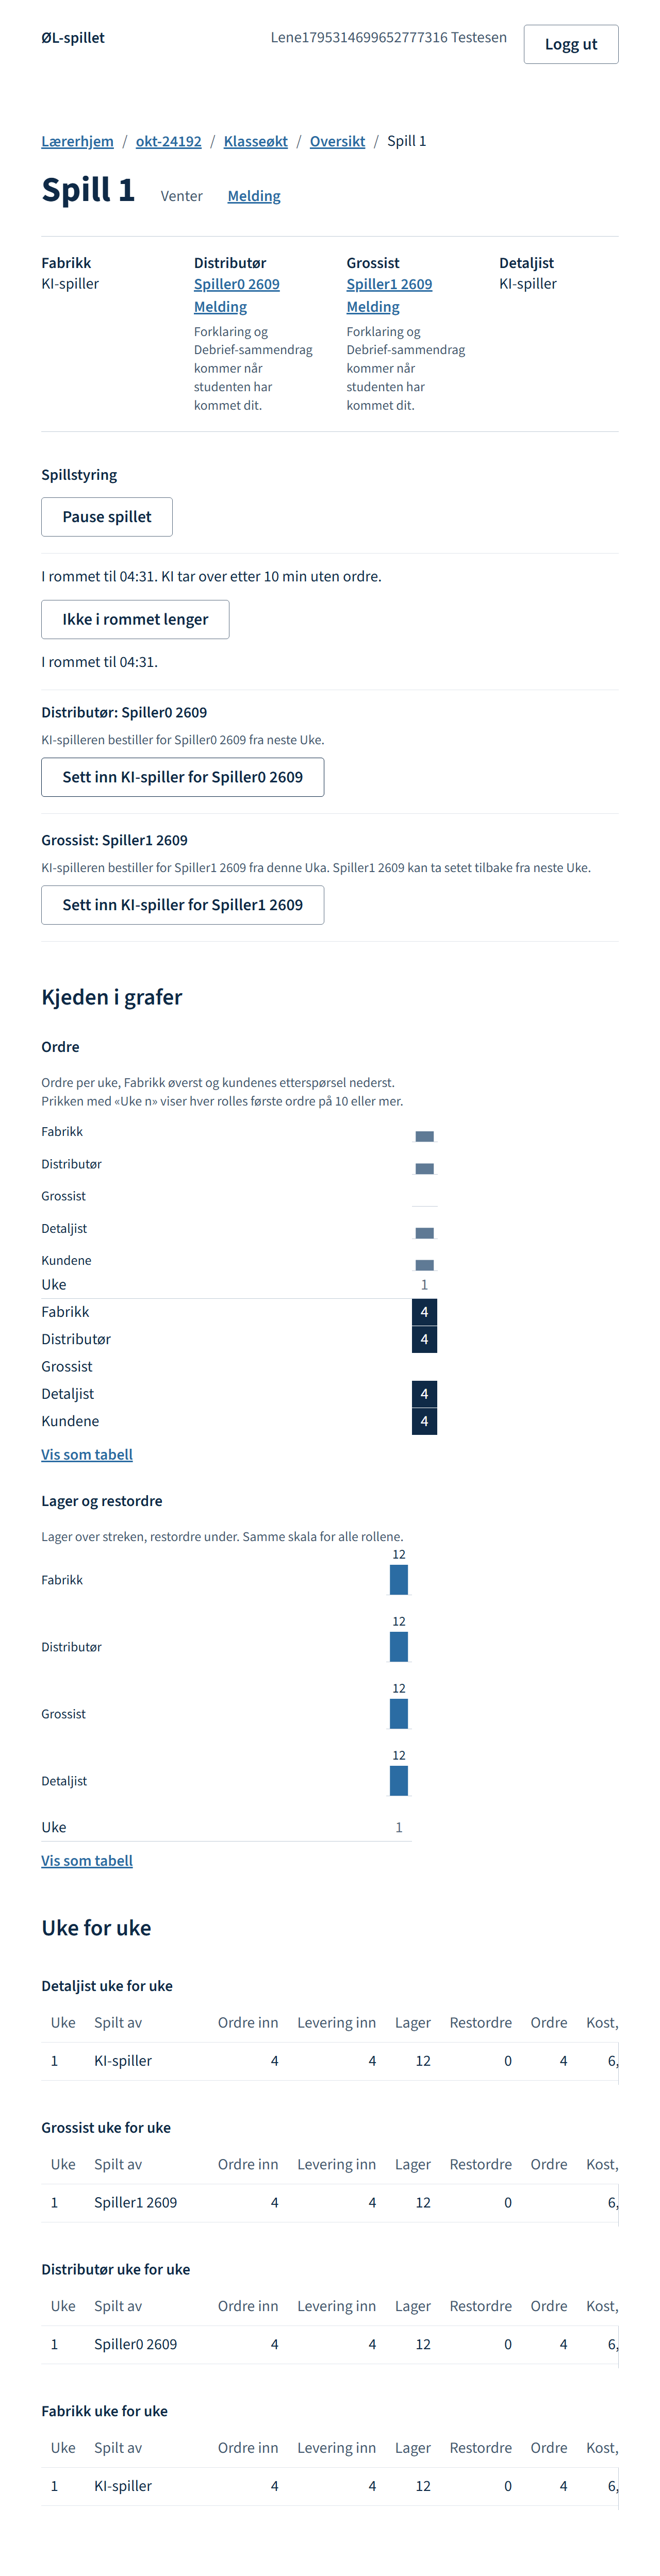 ØL-spillet
Lene1795314699652777316 Testesen
Logg ut
Lærerhjem / okt-24192 / Klasseøkt / Oversikt / Spill 1
Spill 1 Venter Melding
Fabrikk
KI-spiller
Distributør
Spiller0 2609
Melding
Forklaring og
Debrief-sammendrag
kommer når
studenten har
kommet dit.
Grossist
Spiller1 2609
Melding
Forklaring og
Debrief-sammendrag
kommer når
studenten har
kommet dit.
Detaljist
KI-spiller
Spillstyring
Pause spillet
I rommet til 04:31. KI tar over etter 10 min uten ordre.
Ikke i rommet lenger
I rommet til 04:31.
Distributør: Spiller0 2609
KI-spilleren bestiller for Spiller0 2609 fra neste Uke.
Sett inn KI-spiller for Spiller0 2609
Grossist: Spiller1 2609
KI-spilleren bestiller for Spiller1 2609 fra denne Uka. Spiller1 2609 kan ta setet tilbake fra neste Uke.
Sett inn KI-spiller for Spiller1 2609
Kjeden i grafer
Ordre
Ordre per uke, Fabrikk øverst og kundenes etterspørsel nederst.
Prikken med «Uke n» viser hver rolles første ordre på 10 eller mer.
Fabrikk
Distributør
Grossist
Detaljist
Kundene
Uke 1
Fabrikk 4
Distributør 4
Grossist
Detaljist 4
Kundene 4
Vis som tabell
Lager og restordre
Lager over streken, restordre under. Samme skala for alle rollene.
12
Fabrikk
12
Distributør
12
Grossist
12
Detaljist
Uke 1
Vis som tabell
Uke for uke
Detaljist uke for uke
Uke Spilt av Ordre inn Levering inn Lager Restordre Ordre Kost,
1 KI-spiller 4 4 12 0 4 6,
Grossist uke for uke
Uke Spilt av Ordre inn Levering inn Lager Restordre Ordre Kost,
1 Spiller1 2609 4 4 12 0 6,
Distributør uke for uke
Uke Spilt av Ordre inn Levering inn Lager Restordre Ordre Kost,
1 Spiller0 2609 4 4 12 0 4 6,
Fabrikk uke for uke
Uke Spilt av Ordre inn Levering inn Lager Restordre Ordre Kost,
1 KI-spiller 4 4 12 0 4 6,